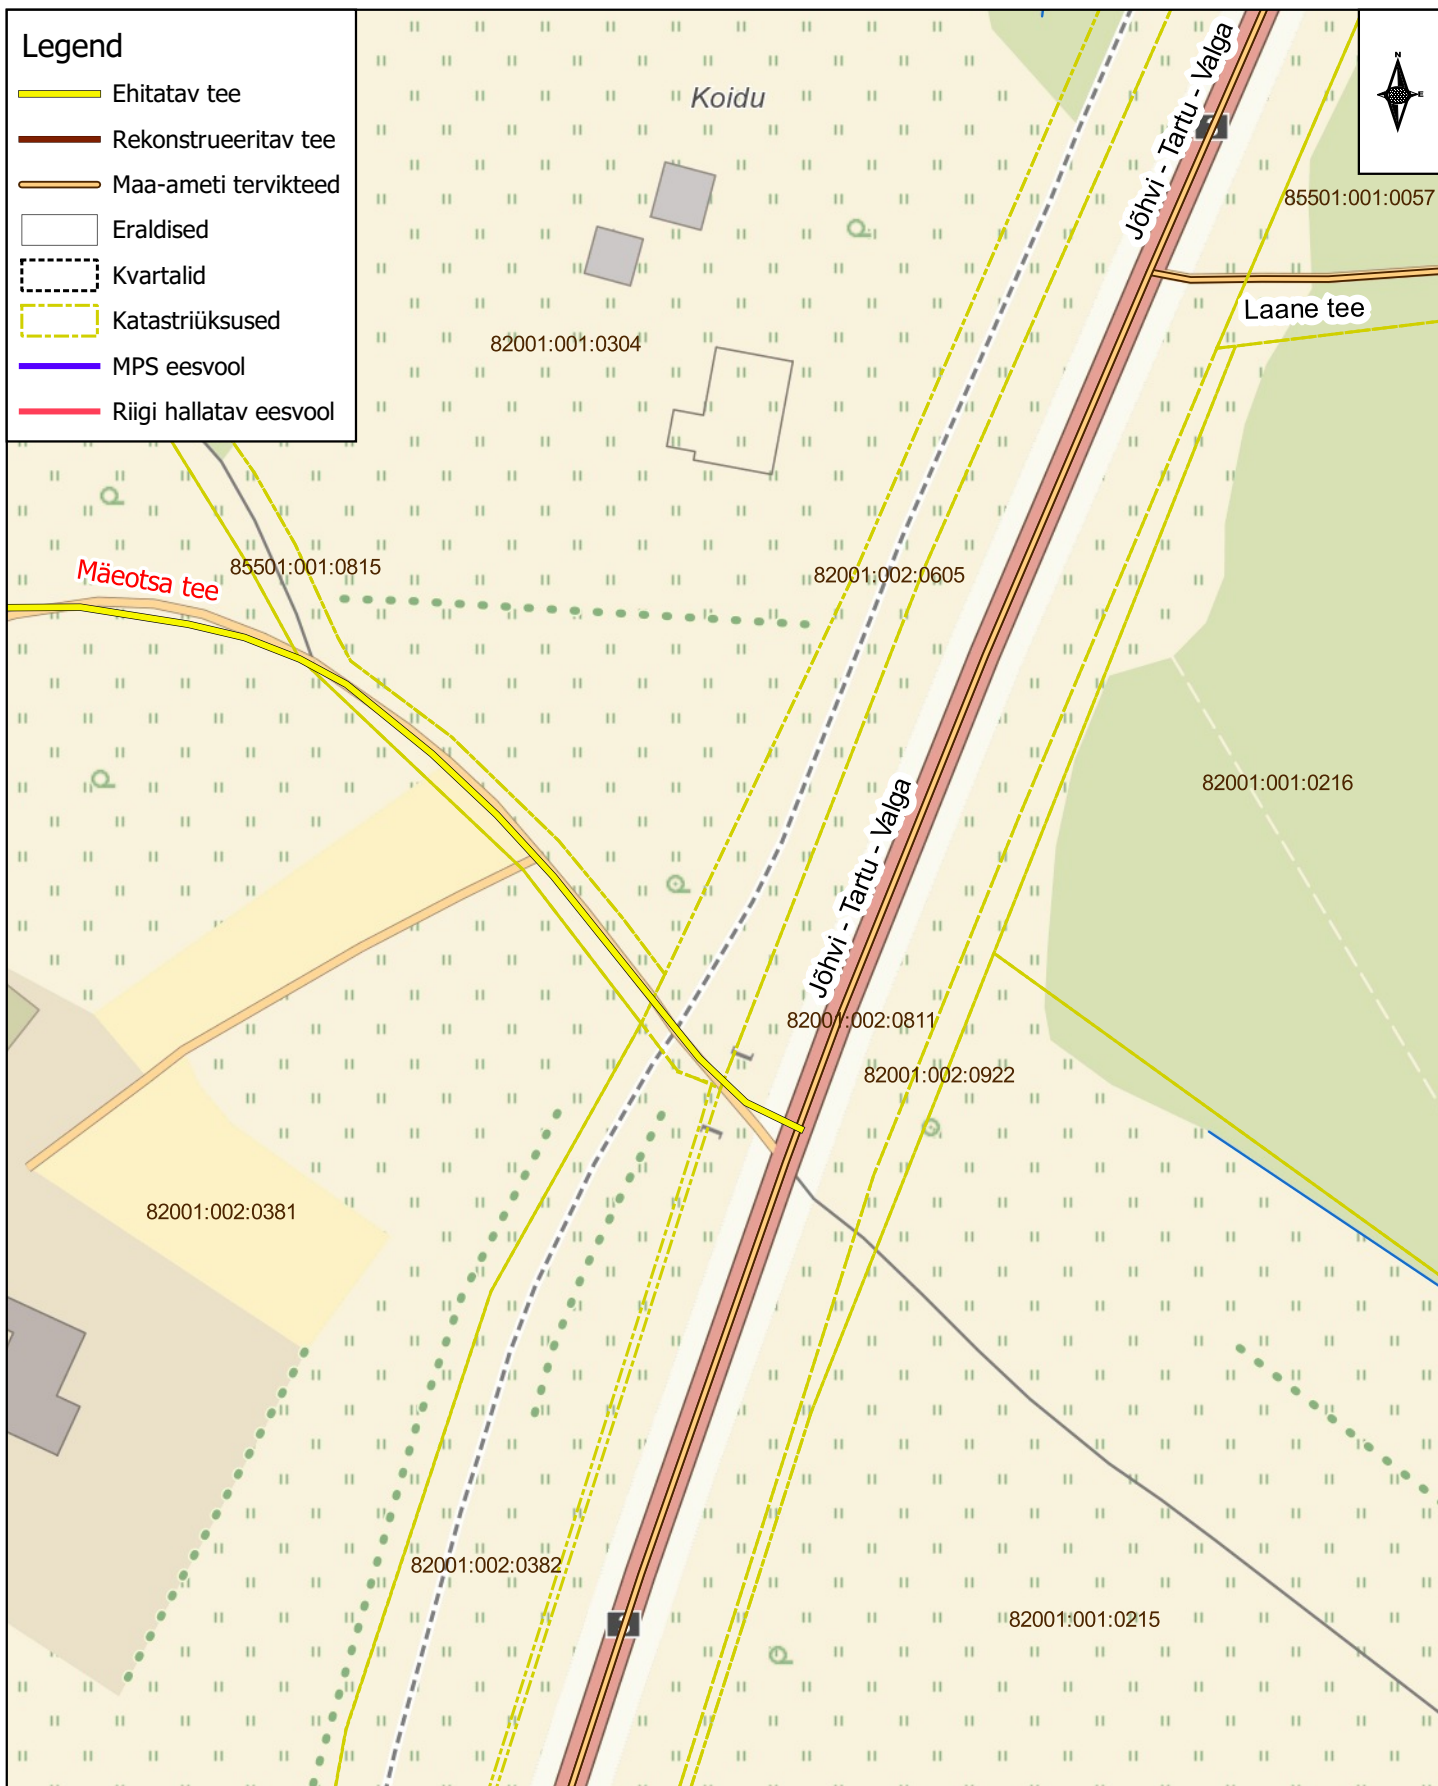 Legend
Ehitatav tee
Rekonstrueeritav tee
Maa-ameti tervikteed
Eraldised
Kvartalid
Katastriüksused
MPS eesvool
Riigi hallatav eesvool
N
E
Koidu
Jõhvi - Tartu - Valga
85501:001:0057
Laane tee
82001:001:0304
85501:001:0815
Mäeotsa tee
82001:002:0605
82001:001:0216
Jõhvi - Tartu - Valga
82001:002:0811
82001:002:0922
82001:002:0381
82001:002:0382
82001:001:0215